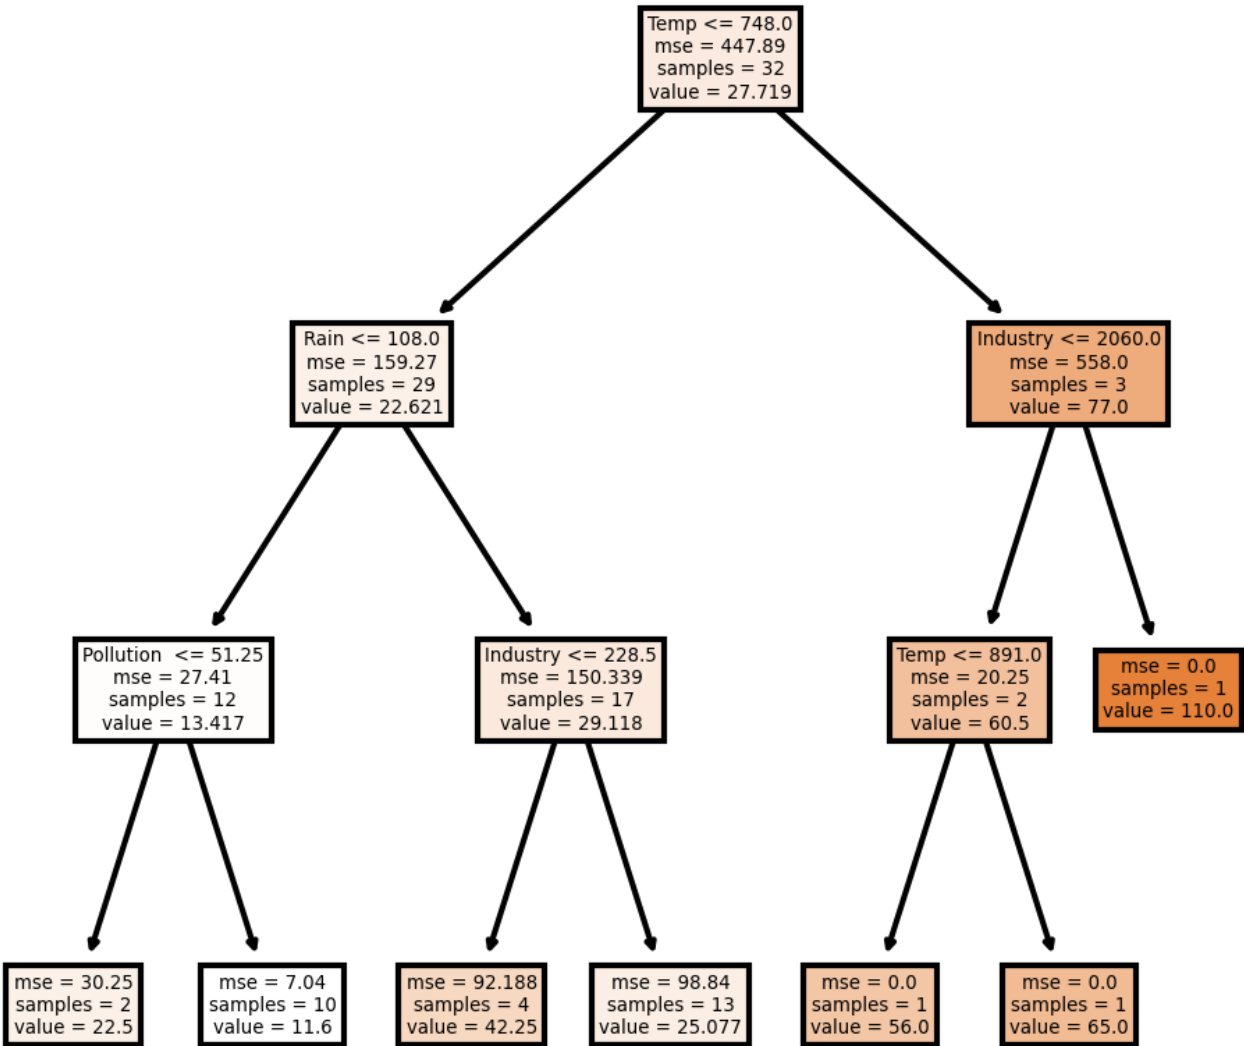 Temp <= 748.0
mse = 447.89
samples = 32
value = 27.719
Rain <= 108.0
mse = 159.27
samples = 29
value = 22.621
Industry <= 2060.0
mse = 558.0
samples = 3
value = 77.0
Pollution  <= 51.25
mse = 27.41
samples = 12
value = 13.417
Industry <= 228.5
mse = 150.339
samples = 17
value = 29.118
Temp <= 891.0
mse = 20.25
samples = 2
value = 60.5
mse = 0.0
samples = 1
value = 110.0
mse = 30.25
samples = 2
value = 22.5
mse = 7.04
samples = 10
value = 11.6
mse = 92.188
samples = 4
value = 42.25
mse = 98.84
samples = 13
value = 25.077
mse = 0.0
samples = 1
value = 56.0
mse = 0.0
samples = 1
value = 65.0